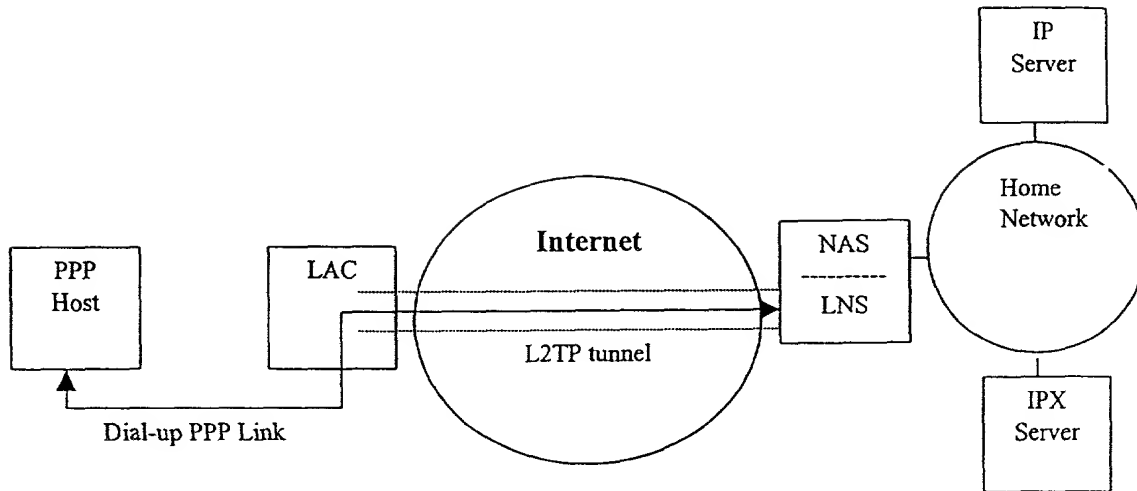 IP
Server
Home
Network
Internet
NAS
LNS
PPP
Host
LAC
L2TP tunnel
Dial-up PPP Link
IPX
Server